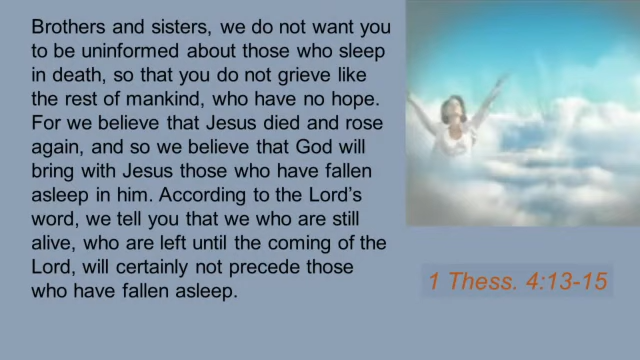 Brothers and sisters, we do not want you
to be uninformed about those who sleep
in death, so that you do not grieve like
the rest of mankind, who have no hope.
For we believe that Jesus died and rose
again, and so we believe that God will
bring with Jesus those who have fallen
asleep in him. According to the Lord's
word, we tell you that we who are still
alive, who are left until the coming of the
Lord, will certainly not precede those
who have fallen asleep.
1 Thess. 4:13-15